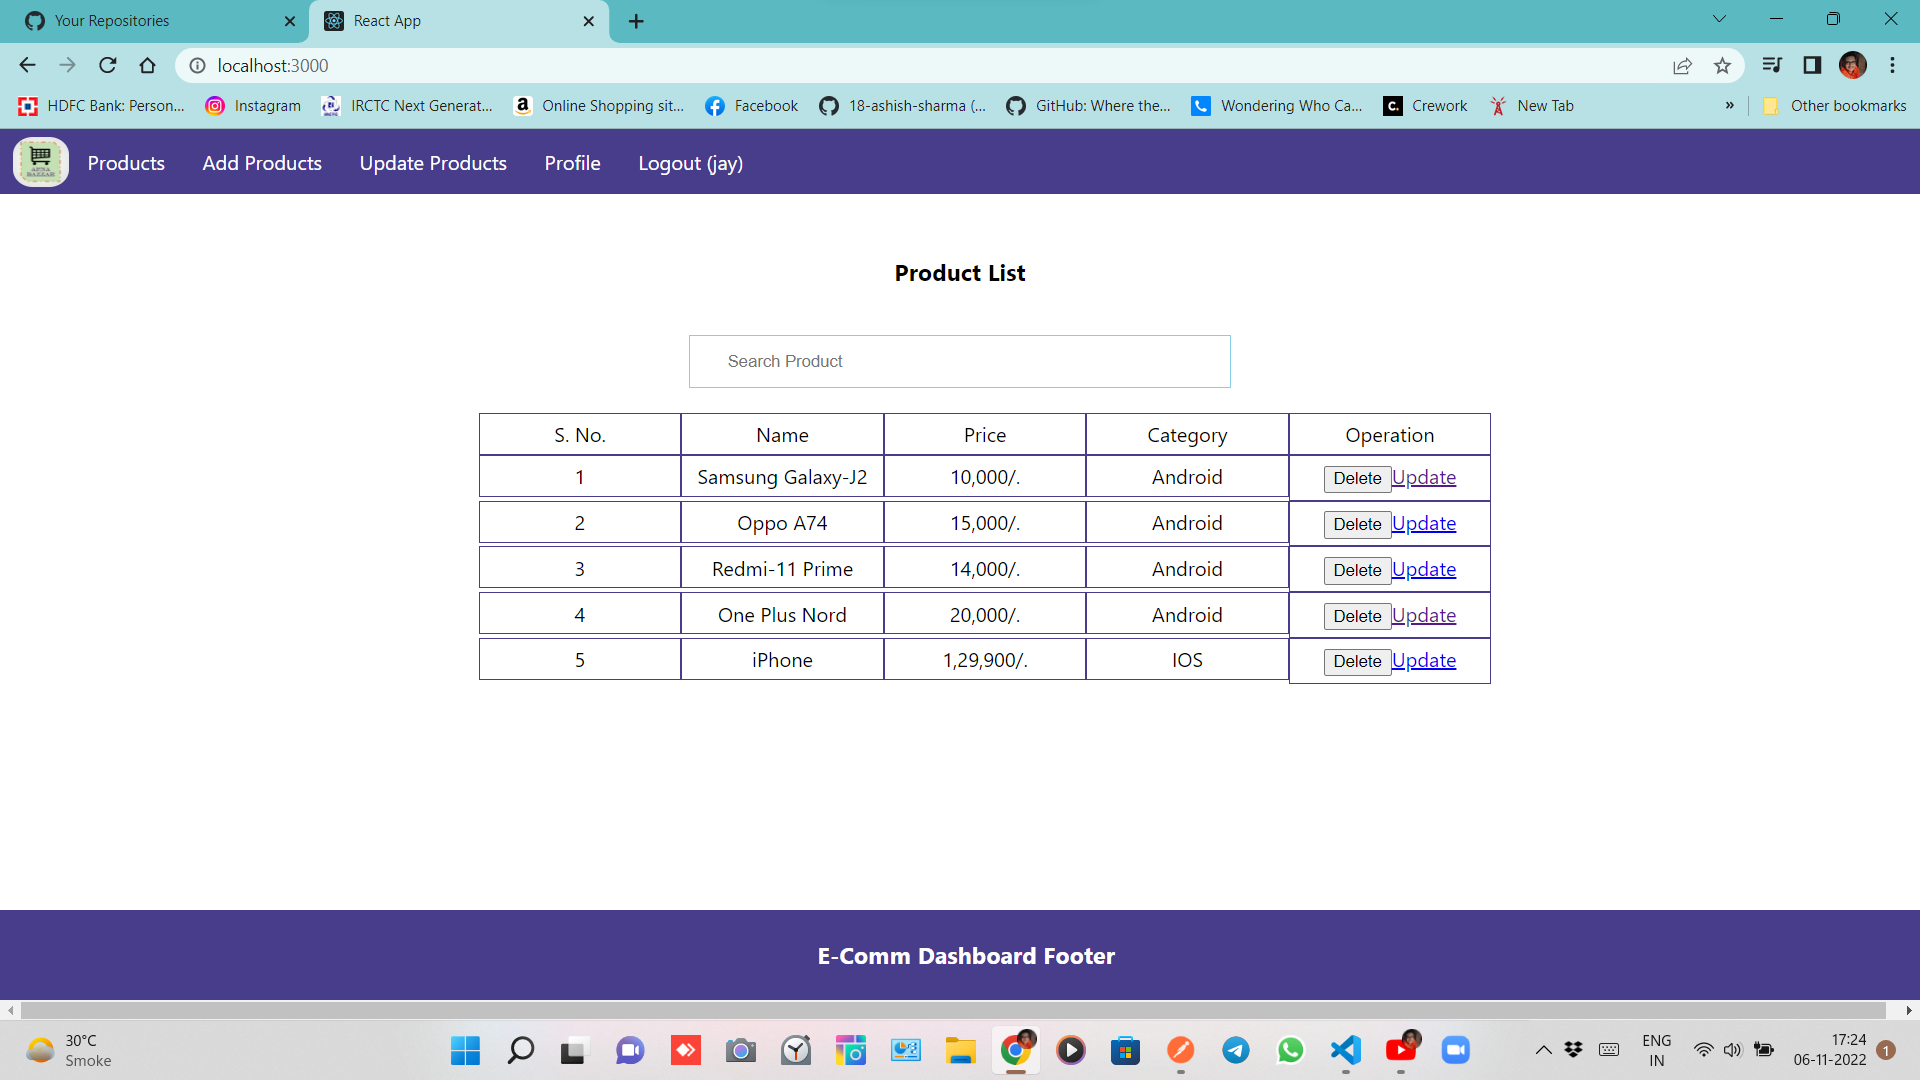 Your Repositories
React App
localhost:3000
HDFC Bank: Person...
Instagram
IRCTC Next Generat...
Online Shopping sit...
Facebook
18-ashish-sharma (...
GitHub: Where the...
Wondering Who Ca...
Crework
New Tab
»
Other bookmarks
APNA BAZZAR
Products
Add Products
Update Products
Profile
Logout (jay)
Product List
Search Product
S. No. Name Price Category Operation
1 Samsung Galaxy-J2 10,000/. Android Delete Update
2 Oppo A74 15,000/. Android Delete Update
3 Redmi-11 Prime 14,000/. Android Delete Update
4 One Plus Nord 20,000/. Android Delete Update
5 iPhone 1,29,900/. IOS Delete Update
E-Comm Dashboard Footer
30°C
Smoke
ENG
IN
17:24
06-11-2022
1